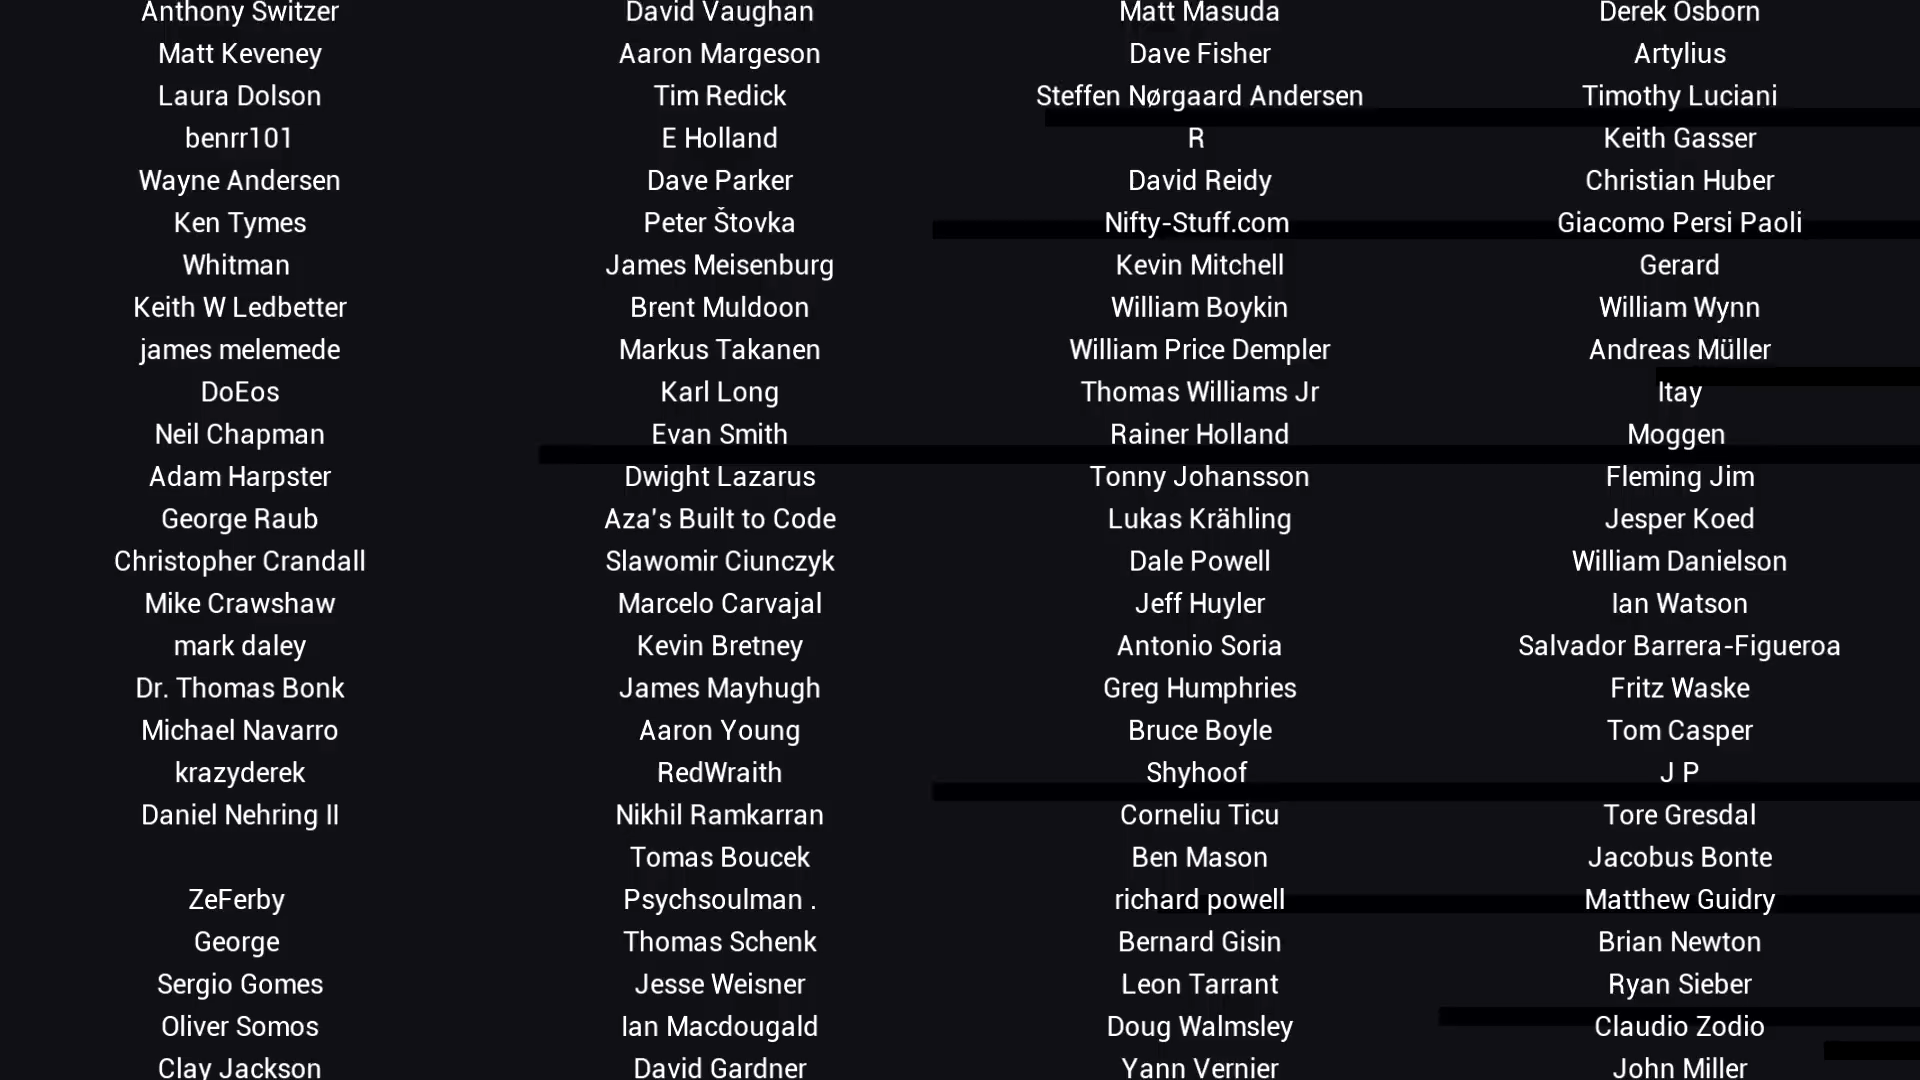 Anthony Switzer David Vaughan Matt Masuda Derek Osborn
Matt Keveney Aaron Margeson Dave Fisher Artylius
Laura Dolson Tim Redick Steffen Nørgaard Andersen Timothy Luciani
benrr101 E Holland R Keith Gasser
Wayne Andersen Dave Parker David Reidy Christian Huber
Ken Tymes Peter Štovka Nifty-Stuff.com Giacomo Persi Paoli
Whitman James Meisenburg Kevin Mitchell Gerard
Keith W Ledbetter Brent Muldoon William Boykin William Wynn
james melemede Markus Takanen William Price Dempler Andreas Müller
DoEos Karl Long Thomas Williams Jr Itay
Neil Chapman Evan Smith Rainer Holland Moggen
Adam Harpster Dwight Lazarus Tonny Johansson Fleming Jim
George Raub Aza's Built to Code Lukas Krähling Jesper Koed
Christopher Crandall Slawomir Ciunczyk Dale Powell William Danielson
Mike Crawshaw Marcelo Carvajal Jeff Huyler Ian Watson
mark daley Kevin Bretney Antonio Soria Salvador Barrera-Figueroa
Dr. Thomas Bonk James Mayhugh Greg Humphries Fritz Waske
Michael Navarro Aaron Young Bruce Boyle Tom Casper
krazyderek RedWraith Shyhoof J P
Daniel Nehring II Nikhil Ramkarran Corneliu Ticu Tore Gresdal
Tomas Boucek Ben Mason Jacobus Bonte
ZeFerby Psychsoulman . richard powell Matthew Guidry
George Thomas Schenk Bernard Gisin Brian Newton
Sergio Gomes Jesse Weisner Leon Tarrant Ryan Sieber
Oliver Somos Ian Macdougald Doug Walmsley Claudio Zodio
Clay Jackson David Gardner Yann Vernier John Miller